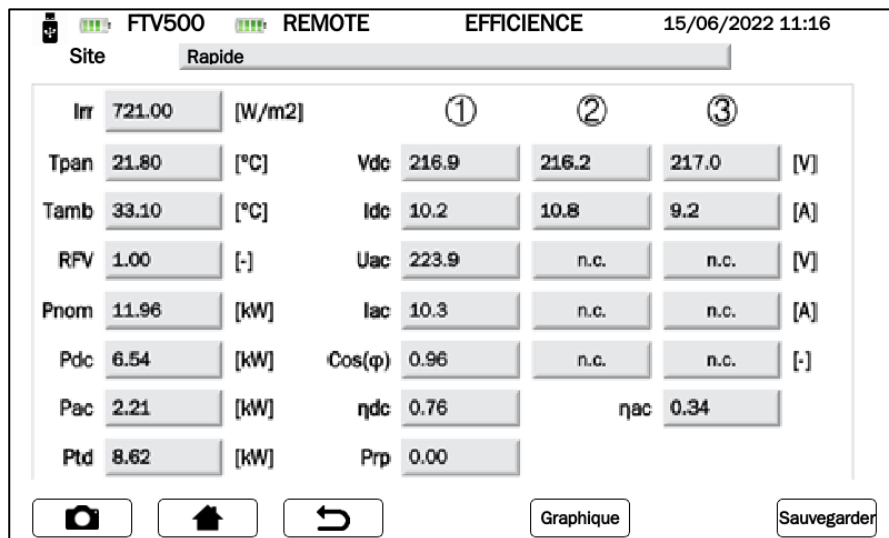 FTV500 REMOTE EFFICIENCE 15/06/2022 11:16
Site Rapide
Irr 721.00 [W/m2] ① ② ③
Tpan 21.80 [°C] Vdc 216.9 216.2 217.0 [V]
Tamb 33.10 [°C] Idc 10.2 10.8 9.2 [A]
RFV 1.00 [-] Uac 223.9 n.c. n.c. [V]
Pnom 11.96 [kW] Iac 10.3 n.c. n.c. [A]
Pdc 6.54 [kW] Cos(φ) 0.96 n.c. n.c. [-]
Pac 2.21 [kW] ηdc 0.76 ηac 0.34
Ptd 8.62 [kW] Prp 0.00
Graphique Sauvegarder